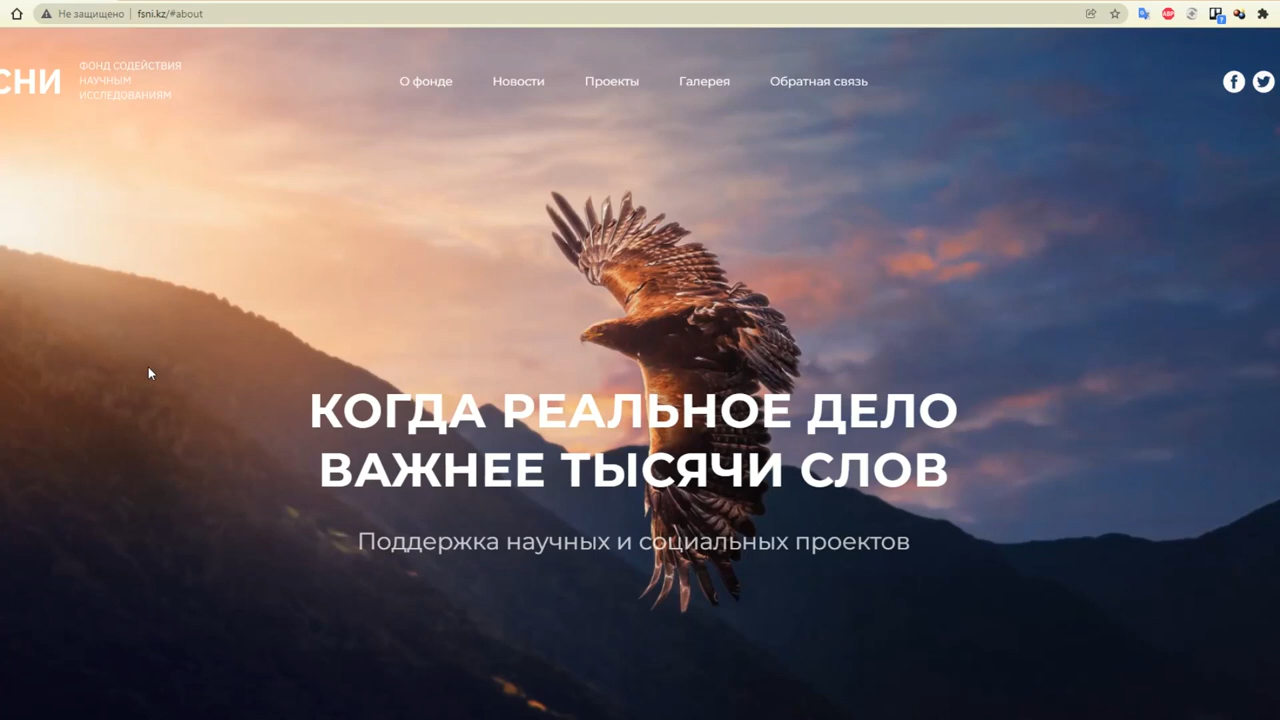 Не защищено
fsni.kz/#about
СНИ
ФОНД СОДЕЙСТВИЯ
НАУЧНЫМ
ИССЛЕДОВАНИЯМ
О фонде
Новости
Проекты
Галерея
Обратная связь
КОГДА РЕАЛЬНОЕ ДЕЛО
ВАЖНЕЕ ТЫСЯЧИ СЛОВ
Поддержка научных и социальных проектов